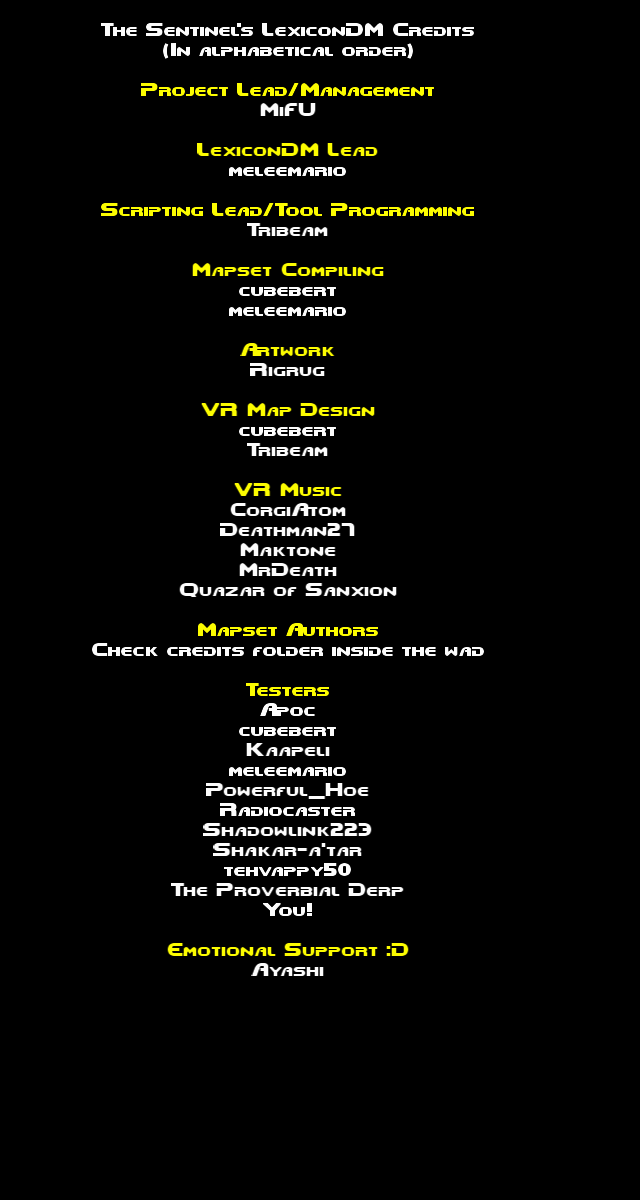 The Sentinel's LexiconDM Credits
(In alphabetical order)
Project Lead/Management
MiFU
LexiconDM Lead
meleemario
Scripting Lead/Tool Programming
Tribeam
Mapset Compiling
cubebert
meleemario
Artwork
Rigrug
VR Map Design
cubebert
Tribeam
VR Music
CorgiAtom
Deathman27
Maktone
MrDeath
Quazar of Sanxion
Mapset Authors
Check credits folder inside the wad
Testers
Apoc
cubebert
Kaapeli
meleemario
Powerful_Hoe
Radiocaster
Shadowlink223
Shakar-a'tar
tehvappy50
The Proverbial Derp
You!
Emotional Support :D
Ayashi